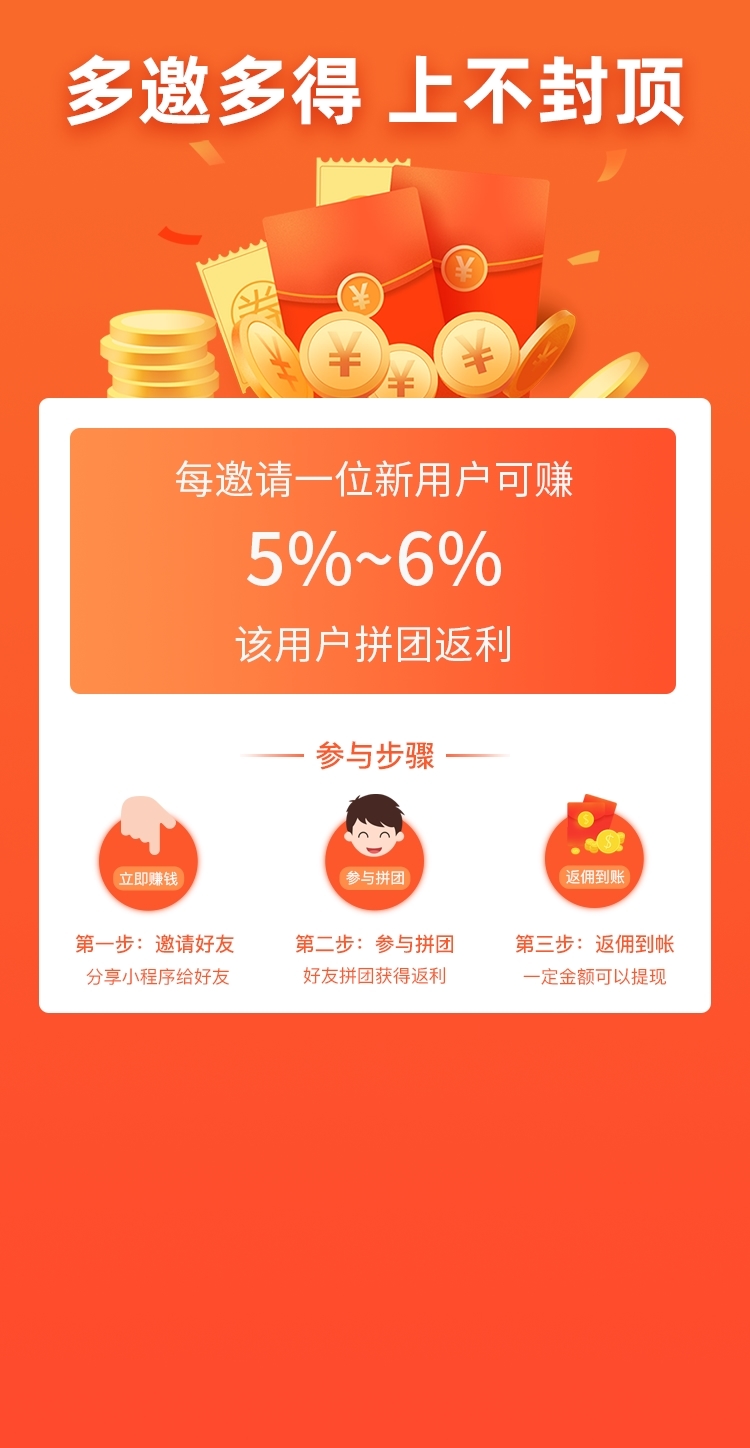 多邀多得 上不封顶
券
¥
¥
¥
¥
¥
¥
¥
每邀请一位新用户可赚
5%~6%
该用户拼团返利
参与步骤
立即赚钱
参与拼团
$
$
返佣到账
第一步：邀请好友
第二步：参与拼团
第三步：返佣到帐
分享小程序给好友
好友拼团获得返利
一定金额可以提现